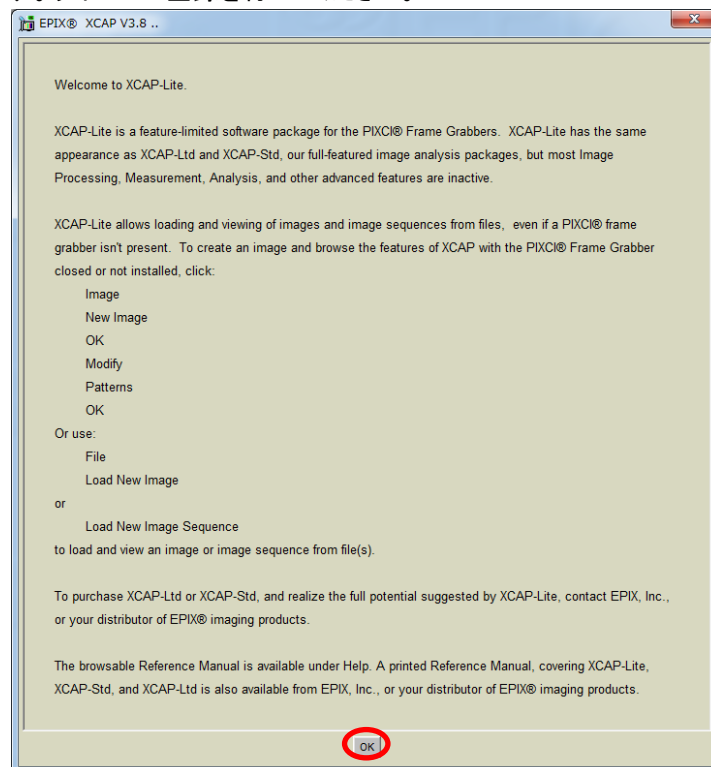 EPIX® XCAP V3.8 ..
Welcome to XCAP-Lite.
XCAP-Lite is a feature-limited software package for the PIXCI® Frame Grabbers. XCAP-Lite has the same
appearance as XCAP-Ltd and XCAP-Std, our full-featured image analysis packages, but most Image
Processing, Measurement, Analysis, and other advanced features are inactive.
XCAP-Lite allows loading and viewing of images and image sequences from files, even if a PIXCI® frame
grabber isn't present. To create an image and browse the features of XCAP with the PIXCI® Frame Grabber
closed or not installed, click:
Image
New Image
OK
Modify
Patterns
OK
Or use:
File
Load New Image
or
Load New Image Sequence
to load and view an image or image sequence from file(s).
To purchase XCAP-Ltd or XCAP-Std, and realize the full potential suggested by XCAP-Lite, contact EPIX, Inc.,
or your distributor of EPIX® imaging products.
The browsable Reference Manual is available under Help. A printed Reference Manual, covering XCAP-Lite,
XCAP-Std, and XCAP-Ltd is also available from EPIX, Inc., or your distributor of EPIX® imaging products.
OK